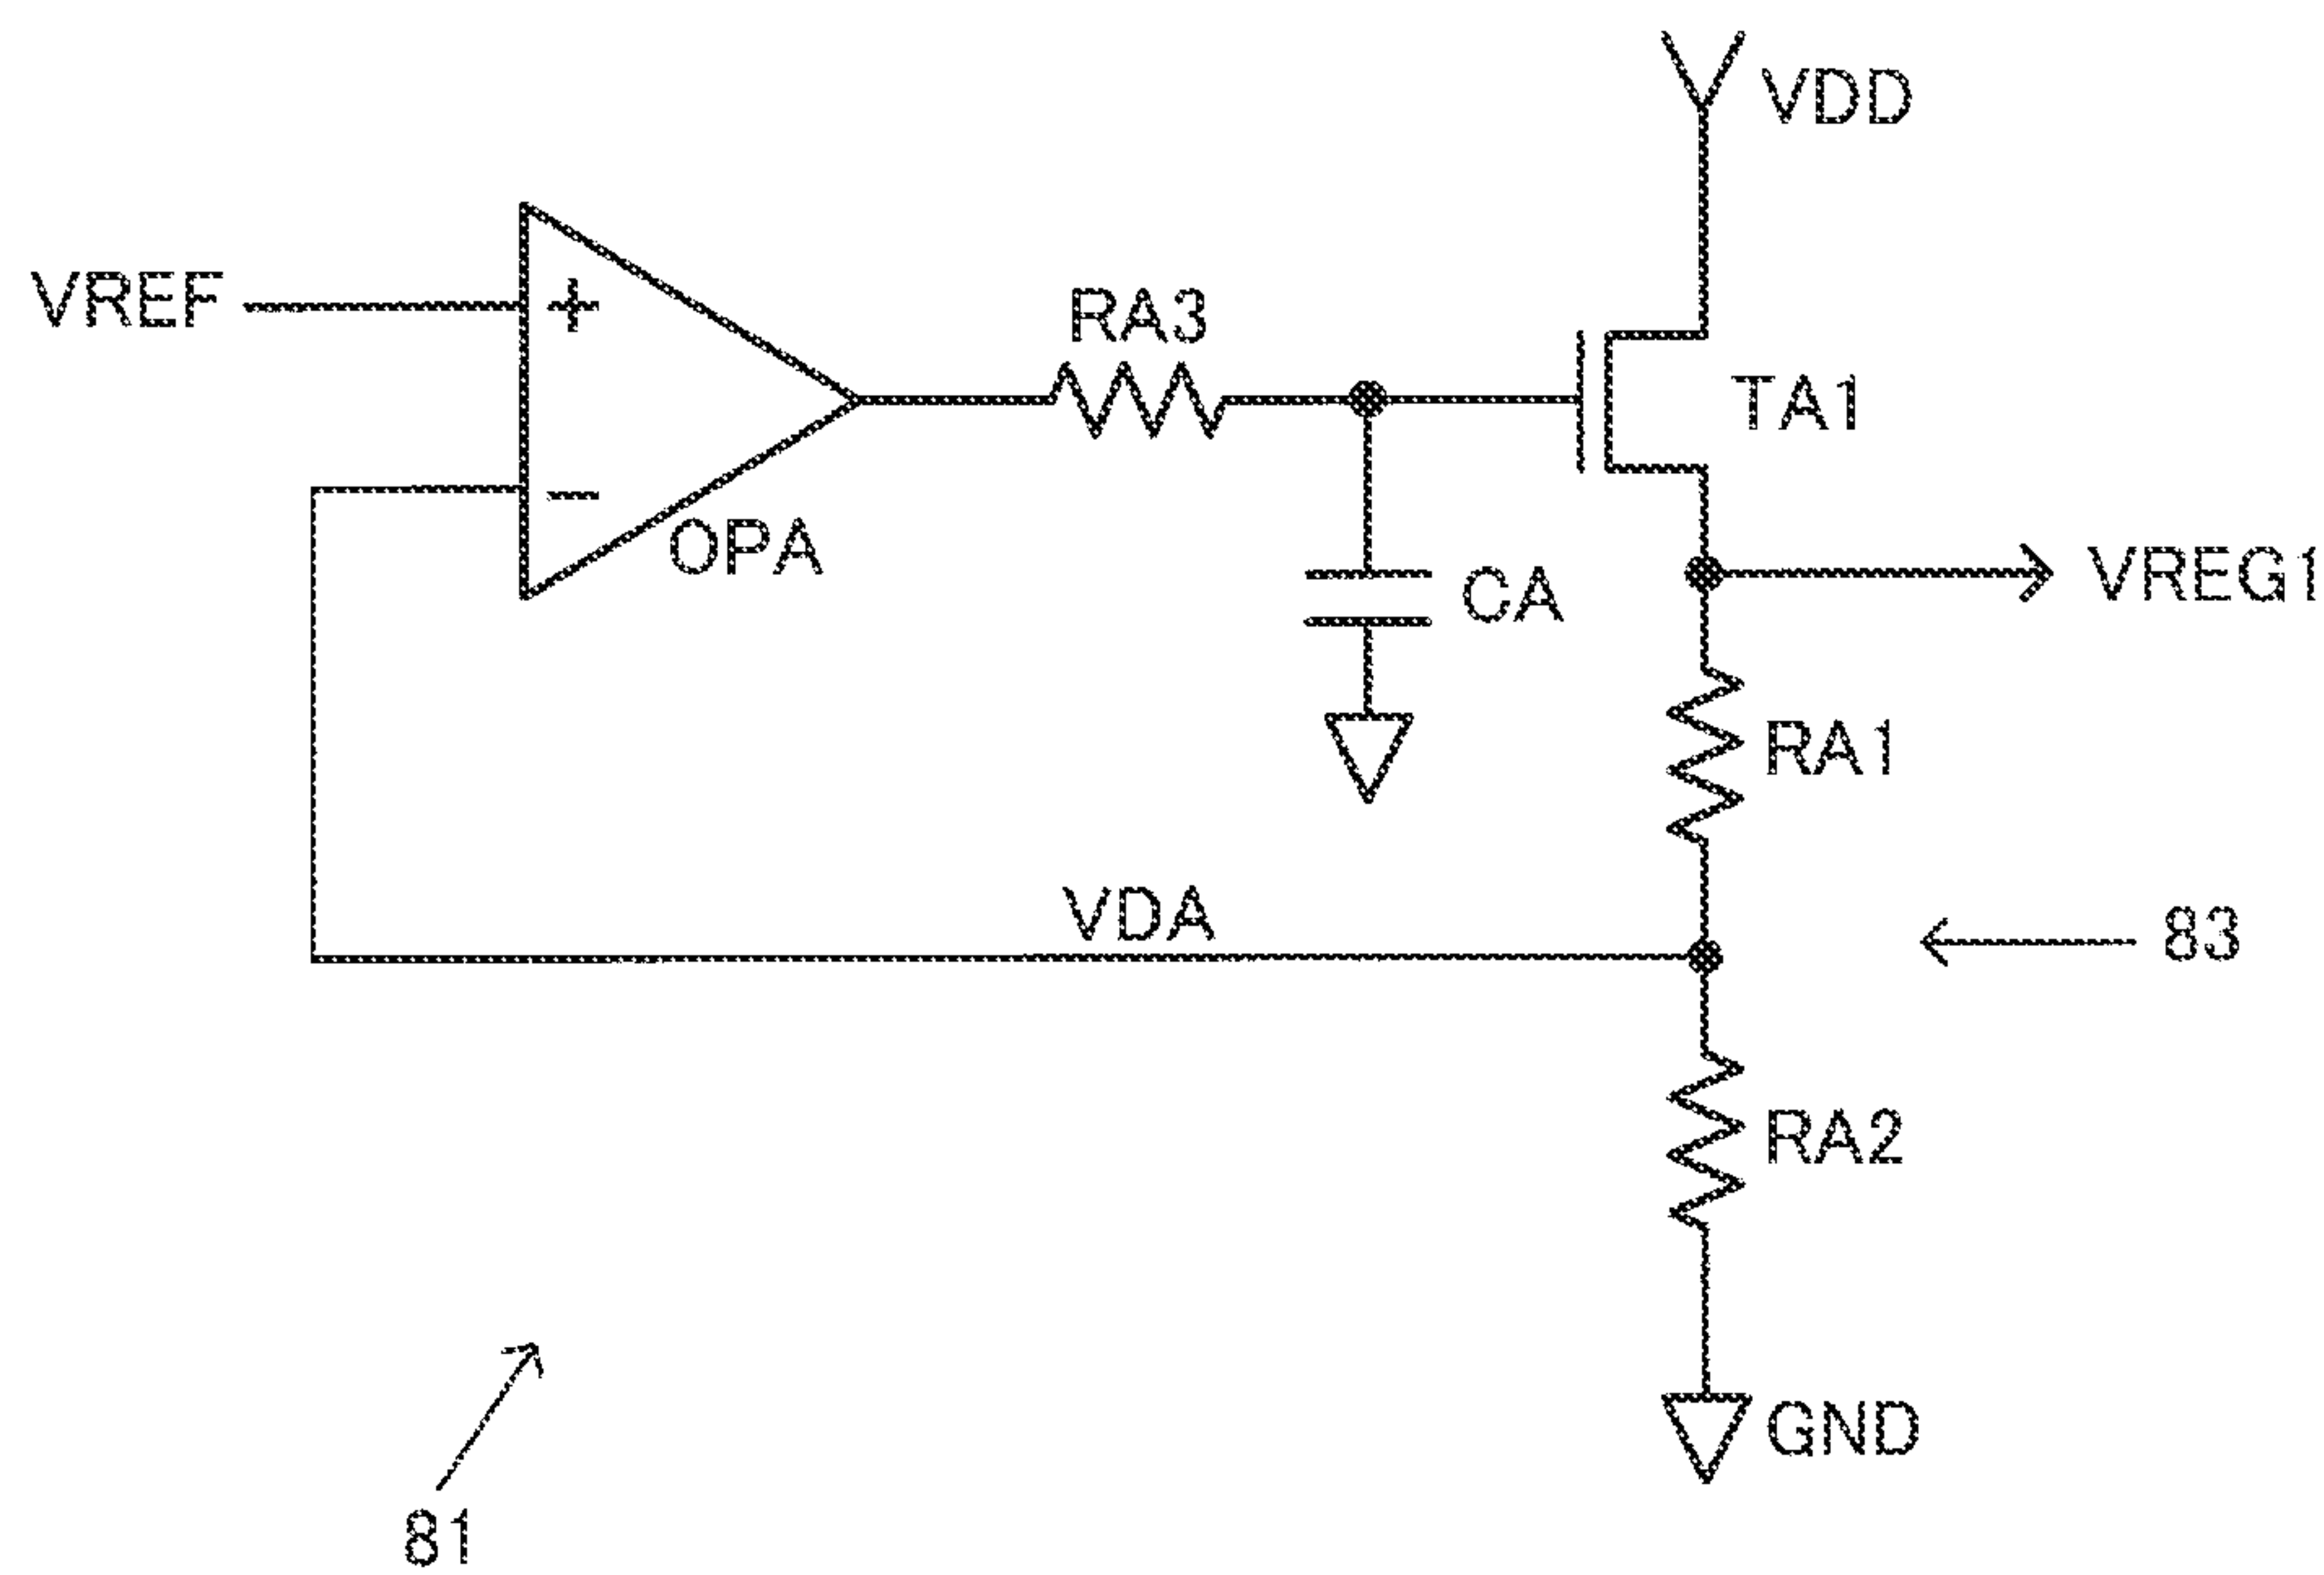 VDD
VREF
+
RA3
TA1
−
OPA
CA
VREG1
RA1
VDA
83
RA2
GND
81